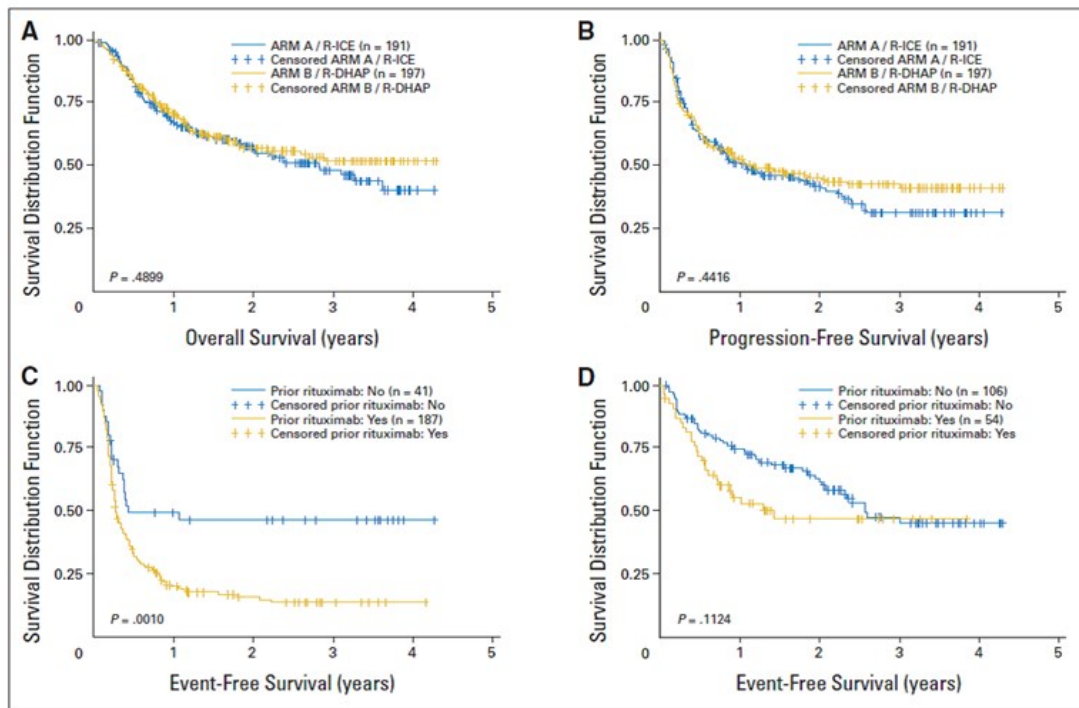 A
Survival Distribution Function
1.00
0.75
0.50
0.25
0
ARM A / R-ICE (n = 191)
Censored ARM A / R-ICE
ARM B / R-DHAP (n = 197)
Censored ARM B / R-DHAP
P = .4899
1 2 3 4 5
Overall Survival (years)
B
Survival Distribution Function
1.00
0.75
0.50
0.25
0
ARM A / R-ICE (n = 191)
Censored ARM A / R-ICE
ARM B / R-DHAP (n = 197)
Censored ARM B / R-DHAP
P = .4416
1 2 3 4 5
Progression-Free Survival (years)
C
Survival Distribution Function
1.00
0.75
0.50
0.25
0
Prior rituximab: No (n = 41)
Censored prior rituximab: No
Prior rituximab: Yes (n = 187)
Censored prior rituximab: Yes
P = .0010
1 2 3 4 5
Event-Free Survival (years)
D
Survival Distribution Function
1.00
0.75
0.50
0.25
0
Prior rituximab: No (n = 106)
Censored prior rituximab: No
Prior rituximab: Yes (n = 54)
Censored prior rituximab: Yes
P = .1124
1 2 3 4 5
Event-Free Survival (years)